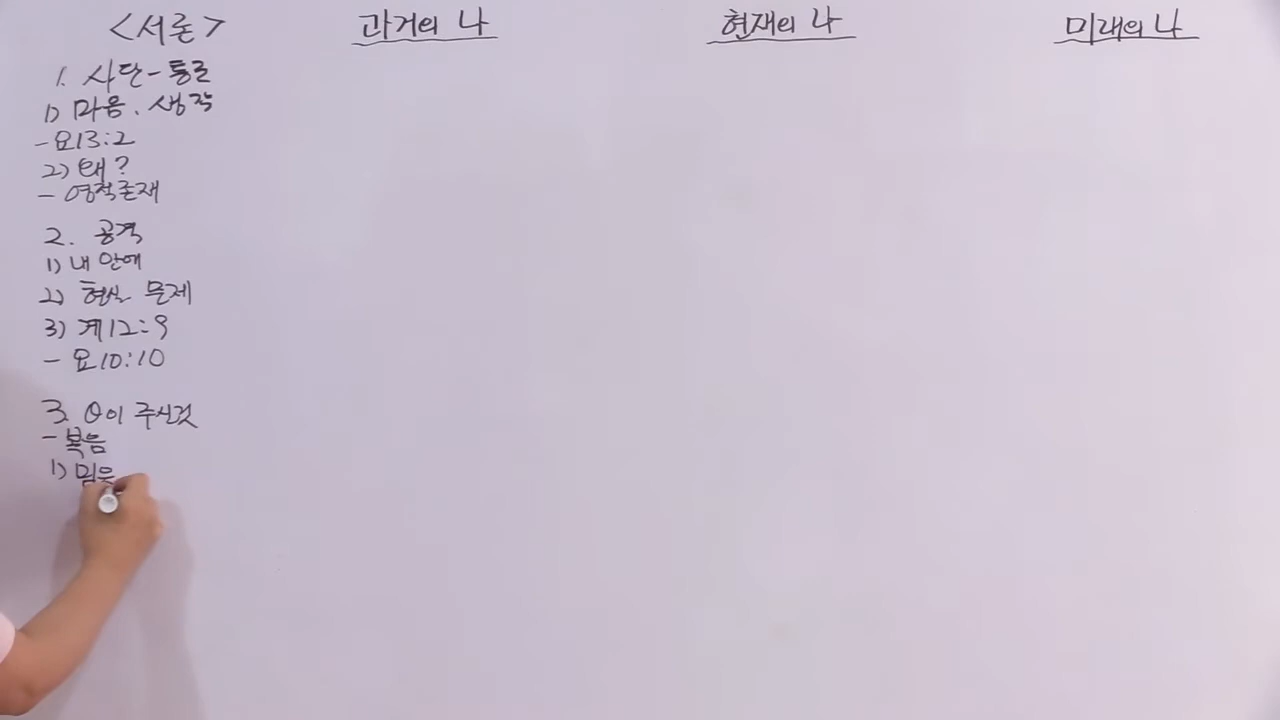 <서론>
과거의 나
현재의 나
미래의 나
1. 사단-통로
1) 마음. 생각
- 요13:2
2) 왜?
- 영적존재
2. 공격
1) 내 안에
2) 현실 문제
3) 계12:9
- 요10:10
3. θ이 주신것
- 복음
1) 믿음